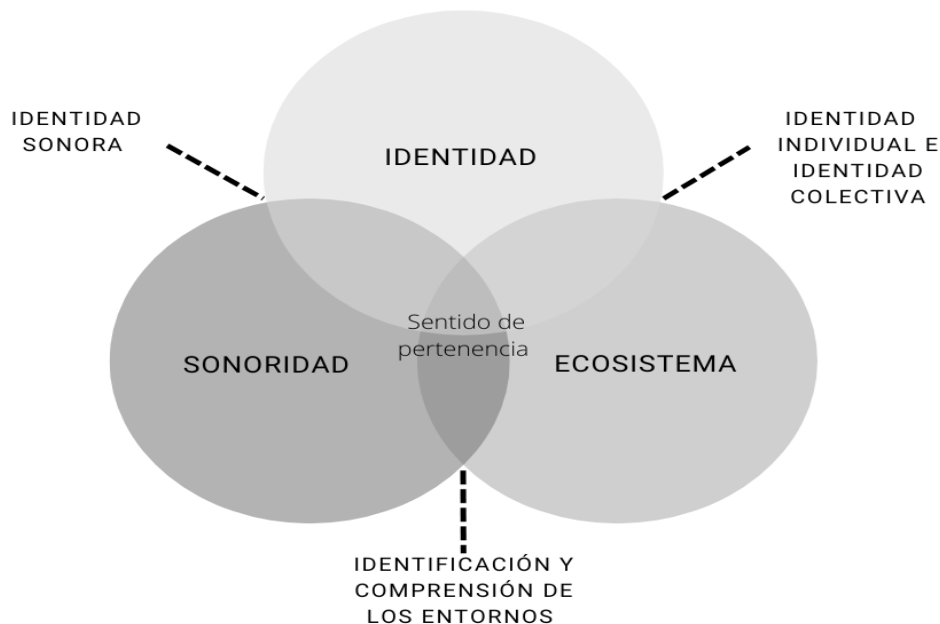 IDENTIDAD
SONORA
IDENTIDAD
INDIVIDUAL E
IDENTIDAD
COLECTIVA
IDENTIDAD
Sentido de
pertenencia
SONORIDAD
ECOSISTEMA
IDENTIFICACIÓN Y
COMPRENSIÓN DE
LOS ENTORNOS